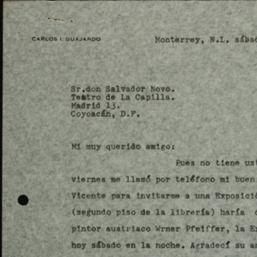 CARLOS I. GUAJARDO
Monterrey, N.L. sába
Sr.don Salvador Novo.
Teatro de La Capilla.
Madrid 13.
Coyoacán, D.F.
Mi muy querido amigo:
Pues no tiene ust
viernes me llamó por teléfono mi buen
Vicente para invitarme a una Exposició
(segundo piso de la librería) haría
pintor austriaco Wrner Pfeiffer, la E
hoy sábado en la noche. Agradecí su a